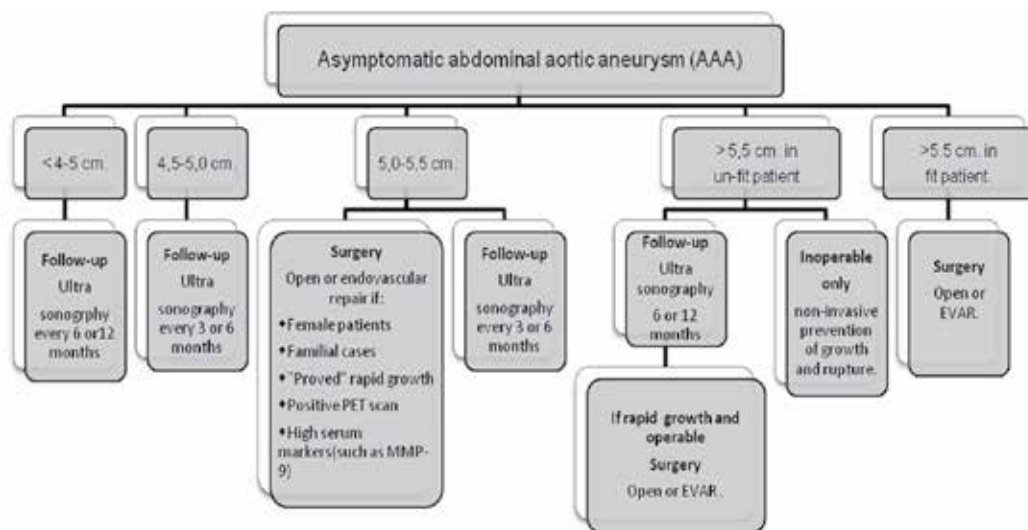 Asymptomatic abdominal aortic aneurysm (AAA)
< 4-5 cm.
4,5-5,0 cm.
5,0-5,5 cm.
>5,5 cm. in
un-fit patient
>5.5 cm. in
fit patient.
Follow-up
Ultra
sonogrphy
every 6 or12
months
Follow-up
Ultra
sonography
every 3 or 6
months
Surgery
Open or endovascular
repair if:
♦Female patients
♦Familial cases
♦"Proved" rapid growth
♦Positive PET scan
♦High serum
markers(such as MMP-
9)
Follow-up
Ultra
sonography
every 3 or 6
months
Follow-up
Ultra
sonography
6 or 12
months
Inoperable
only
non-invasive
prevention
of growth
and rupture.
Surgery
Open or
EVAR.
If rapid growth and
operable
Surgery
Open or EVAR.